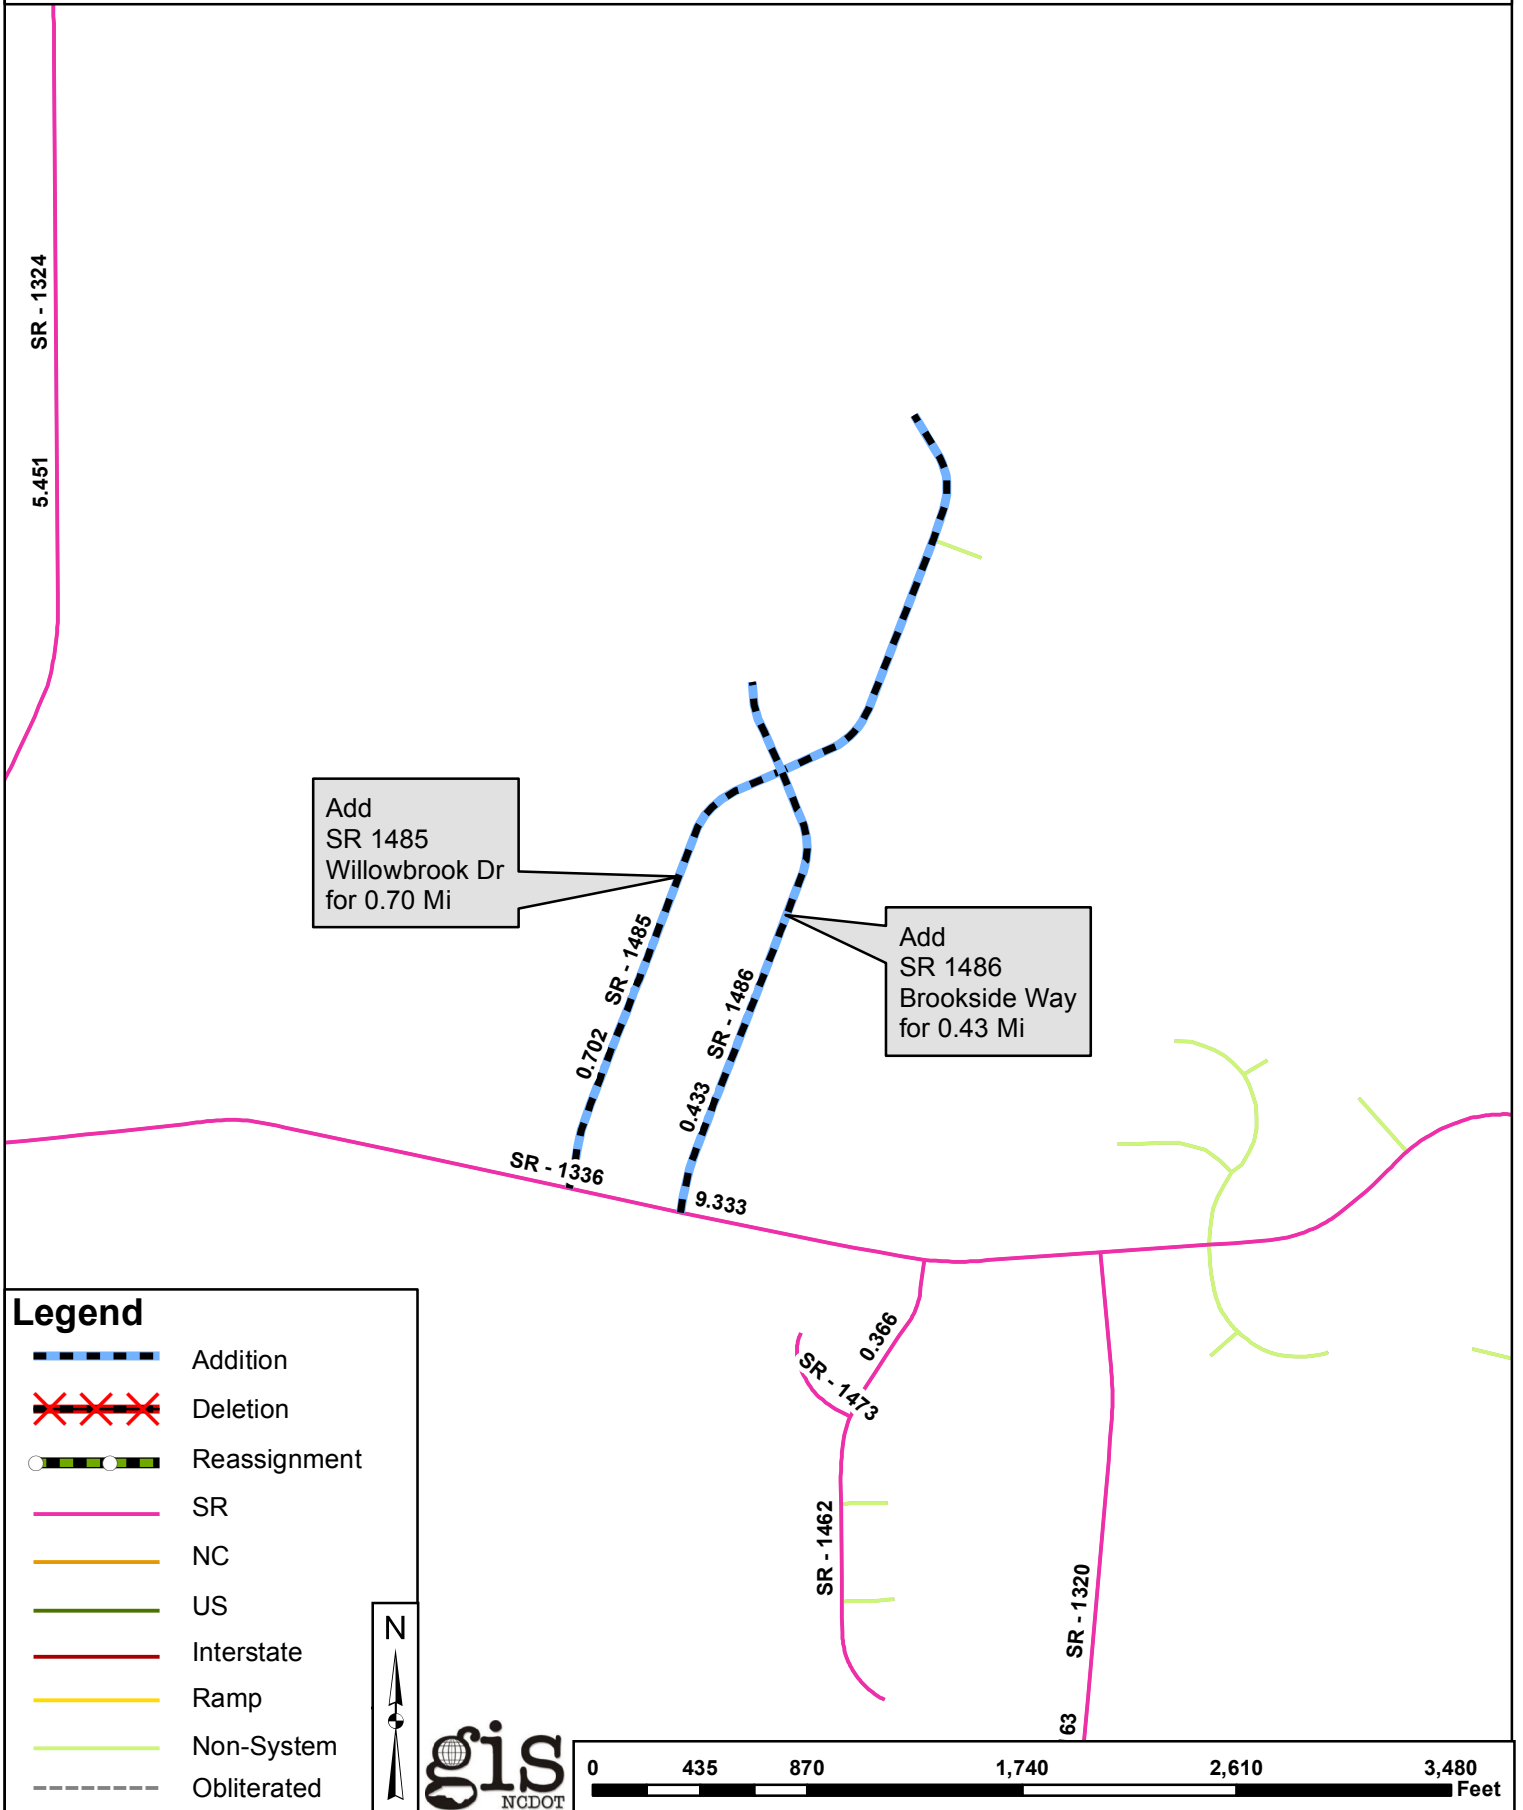 SR - 1324
5.451
Add
SR 1485
Willowbrook Dr
for 0.70 Mi
SR - 1485
0.702
Add
SR 1486
Brookside Way
for 0.43 Mi
SR - 1486
0.433
SR - 1336
9.333
0.366
SR - 1473
SR - 1462
SR - 1320
63
Legend
Addition
Deletion
Reassignment
SR
NC
US
Interstate
Ramp
Non-System
Obliterated
N
gis
NCDOT
0 435 870 1,740 2,610 3,480
Feet